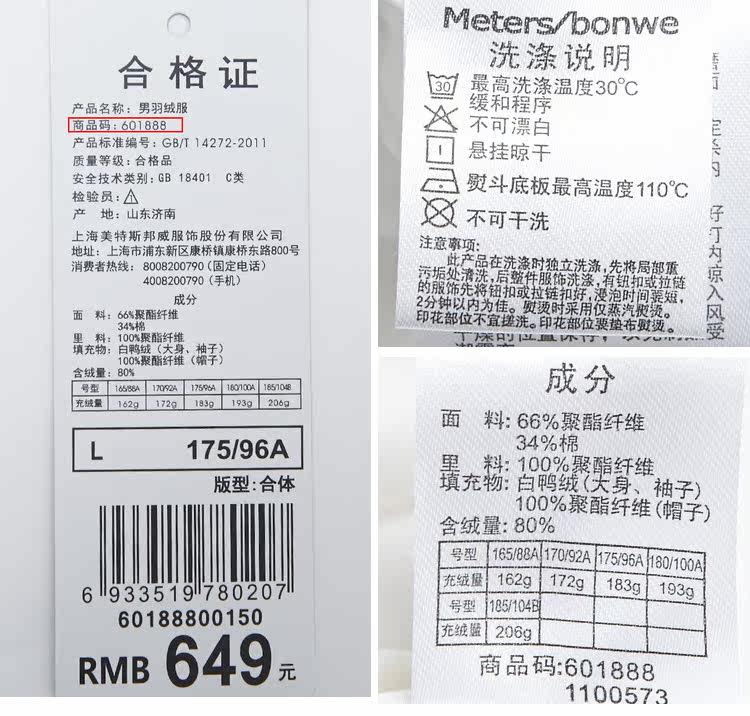 合格证
产品名称: 男羽绒服
商品码: 601888
产品标准编号: GB/T 14272-2011
质量等级: 合格品
安全技术类别: GB 18401 C类
检验员:
产 地: 山东济南
上海美特斯邦威服饰股份有限公司
地址: 上海市浦东新区康桥镇康桥东路800号
消费者热线: 8008200790 (固定电话)
4008200790 (手机)
成分
面 料: 66%聚酯纤维
34%棉
里 料: 100%聚酯纤维
填充物: 白鸭绒 (大身、袖子)
100%聚酯纤维 (帽子)
含绒量: 80%
号型 165/88A 170/92A 175/96A 180/100A 185/104B
充绒量 162g 172g 183g 193g 206g
L 175/96A
版型: 合体
6 933519 780207
60188800150
RMB 649 元
Meters/bonwe
洗涤说明
30 最高洗涤温度30℃
缓和程序
不可漂白
悬挂晾干
熨斗底板最高温度110℃
不可干洗
注意事项:
此产品在洗涤时独立洗涤,先将局部重
污垢处清洗,后整件服饰洗涤,有钮扣或拉链
的服饰先将钮扣或拉链扣好,浸泡时间要短,
2分钟以内为佳。熨烫时采用仅蒸汽熨烫。
印花部位不宜搓洗。印花部位要垫布熨烫。
成分
面 料: 66%聚酯纤维
34%棉
里 料: 100%聚酯纤维
填充物: 白鸭绒(大身、袖子)
100%聚酯纤维(帽子)
含绒量: 80%
号型 165/88A 170/92A 175/96A 180/100A
充绒量 162g 172g 183g 193g
号型 185/104B
充绒量 206g
商品码:601888
1100573